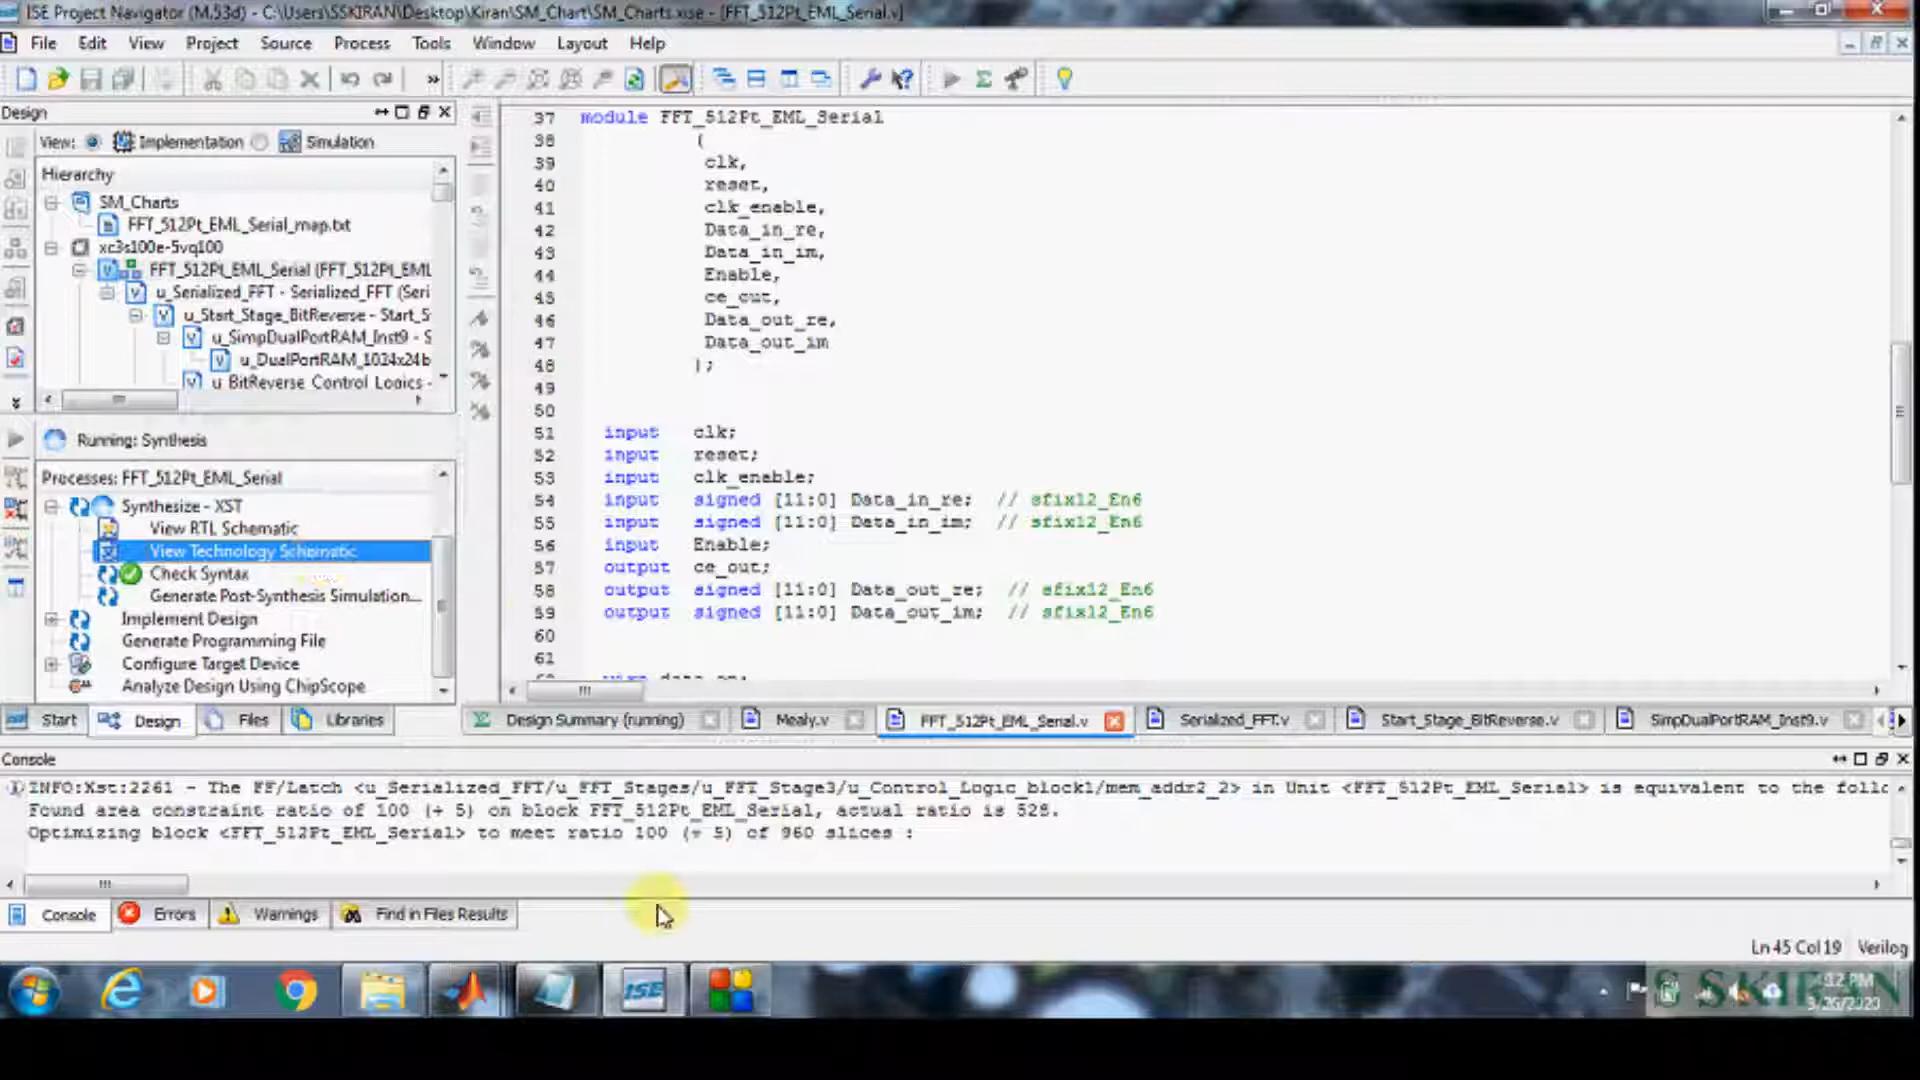 ISE Project Navigator (M.53d) - C:\Users\SSKIRAN\Desktop\Kiran\SM_Chart\SM_Charts.xise - [FFT_512Pt_EML_Serial.v]
File Edit View Project Source Process Tools Window Layout Help
Design
View: Implementation Simulation
Hierarchy
SM_Charts
FFT_512Pt_EML_Serial_map.txt
xc3s100e-5vq100
FFT_512Pt_EML_Serial (FFT_512Pt_EML
u_Serialized_FFT - Serialized_FFT (Seri
u_Start_Stage_BitReverse - Start_S
u_SimpDualPortRAM_Inst9 - S
u_DualPortRAM_1024x24b
u_BitReverse_Control_Logics -
Running: Synthesis
Processes: FFT_512Pt_EML_Serial
Synthesize - XST
View RTL Schematic
View Technology Schematic
Check Syntax
Generate Post-Synthesis Simulation...
Implement Design
Generate Programming File
Configure Target Device
Analyze Design Using ChipScope
Start Design Files Libraries
37 module FFT_512Pt_EML_Serial
38 (
39 clk,
40 reset,
41 clk_enable,
42 Data_in_re,
43 Data_in_im,
44 Enable,
45 ce_out,
46 Data_out_re,
47 Data_out_im
48 );
49
50
51 input clk;
52 input reset;
53 input clk_enable;
54 input signed [11:0] Data_in_re; // sfix12_En6
55 input signed [11:0] Data_in_im; // sfix12_En6
56 input Enable;
57 output ce_out;
58 output signed [11:0] Data_out_re; // sfix12_En6
59 output signed [11:0] Data_out_im; // sfix12_En6
60
61
Design Summary (running) Mealy.v FFT_512Pt_EML_Serial.v Serialized_FFT.v Start_Stage_BitReverse.v SimpDualPortRAM_Inst9.v
Console
INFO:Xst:2261 - The FF/Latch <u_Serialized_FFT/u_FFT_Stages/u_FFT_Stage3/u_Control_Logic_block1/mem_addr2_2> in Unit <FFT_512Pt_EML_Serial> is equivalent to the follo
Found area constraint ratio of 100 (+ 5) on block FFT_512Pt_EML_Serial, actual ratio is 528.
Optimizing block <FFT_512Pt_EML_Serial> to meet ratio 100 (+ 5) of 960 slices :
Console Errors Warnings Find in Files Results
Ln 45 Col 19 Verilog
ISE
3/26/2020